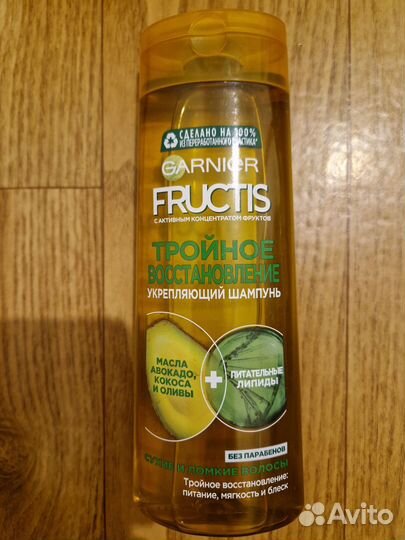 СДЕЛАНО НА 100%
ИЗ ПЕРЕРАБОТАННОГО ПЛАСТИКА*
GARNIER
FRUCTIS
С АКТИВНЫМ КОНЦЕНТРАТОМ ФРУКТОВ
ТРОЙНОЕ
ВОССТАНОВЛЕНИЕ
УКРЕПЛЯЮЩИЙ ШАМПУНЬ
МАСЛА
АВОКАДО,
КОКОСА
И ОЛИВЫ
+
ПИТАТЕЛЬНЫЕ
ЛИПИДЫ
БЕЗ ПАРАБЕНОВ
СУХИЕ И ЛОМКИЕ ВОЛОСЫ
Тройное восстановление:
питание, мягкость и блеск
Avito